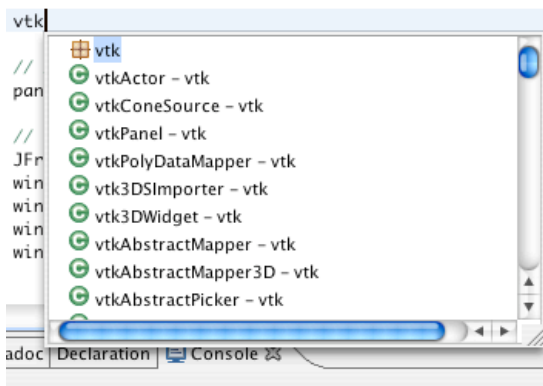 vtk
vtk
// 
vtkActor – vtk
pan
vtkConeSource – vtk
vtkPanel – vtk
//
vtkPolyDataMapper – vtk
JFr
vtk3DSImporter – vtk
win
vtk3DWidget – vtk
win
vtkAbstractMapper – vtk
win
vtkAbstractMapper3D – vtk
win
vtkAbstractPicker – vtk
adoc Declaration Console